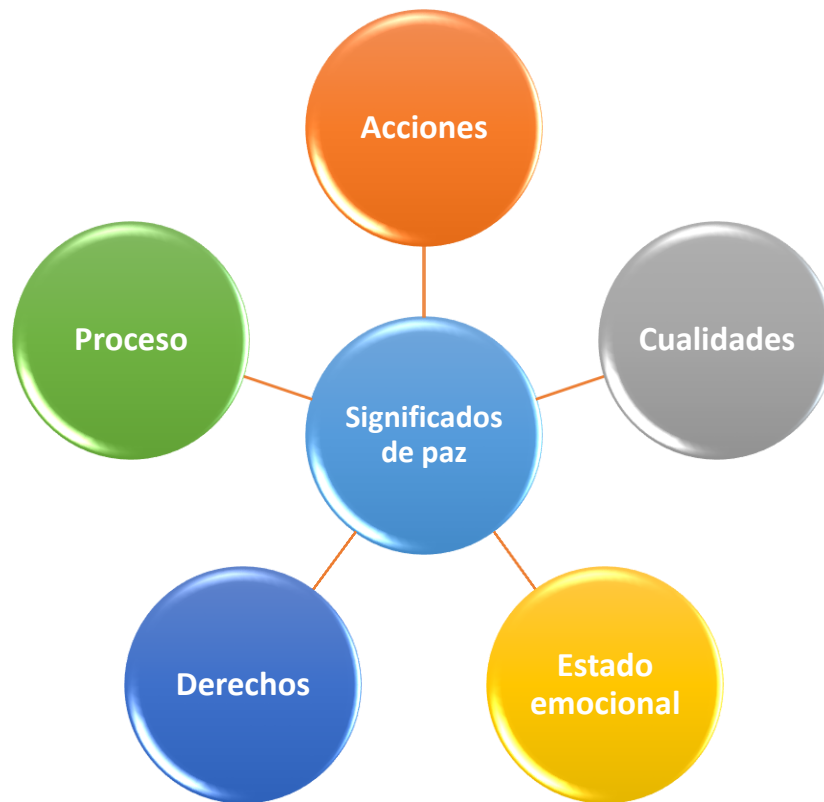 Acciones
Proceso
Cualidades
Significados
de paz
Derechos
Estado
emocional